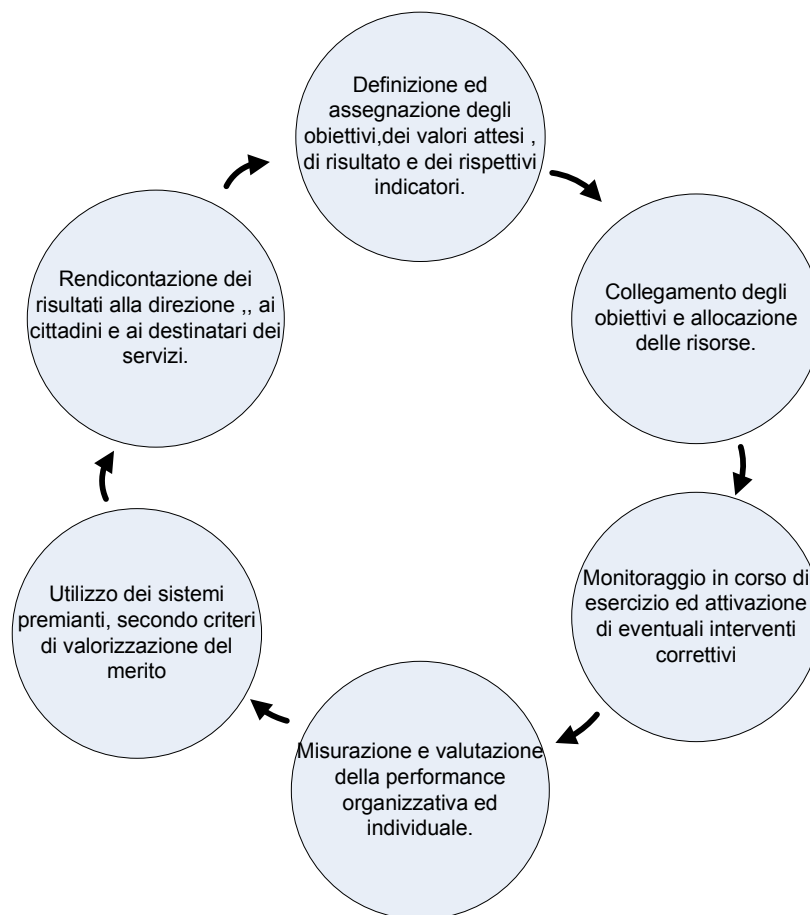 Definizione ed
assegnazione degli
obiettivi,dei valori attesi ,
di risultato e dei rispettivi
indicatori.
Collegamento degli
obiettivi e allocazione
delle risorse.
Monitoraggio in corso di
esercizio ed attivazione
di eventuali interventi
correttivi
Misurazione e valutazione
della performance
organizzativa ed
individuale.
Utilizzo dei sistemi
premianti, secondo criteri
di valorizzazione del
merito
Rendicontazione dei
risultati alla direzione ,, ai
cittadini e ai destinatari dei
servizi.